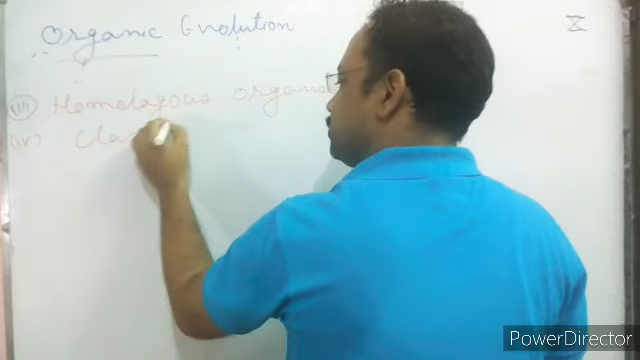 Organic Evolution
X
(iii) Homologous organs
(iv) Cla
PowerDirector